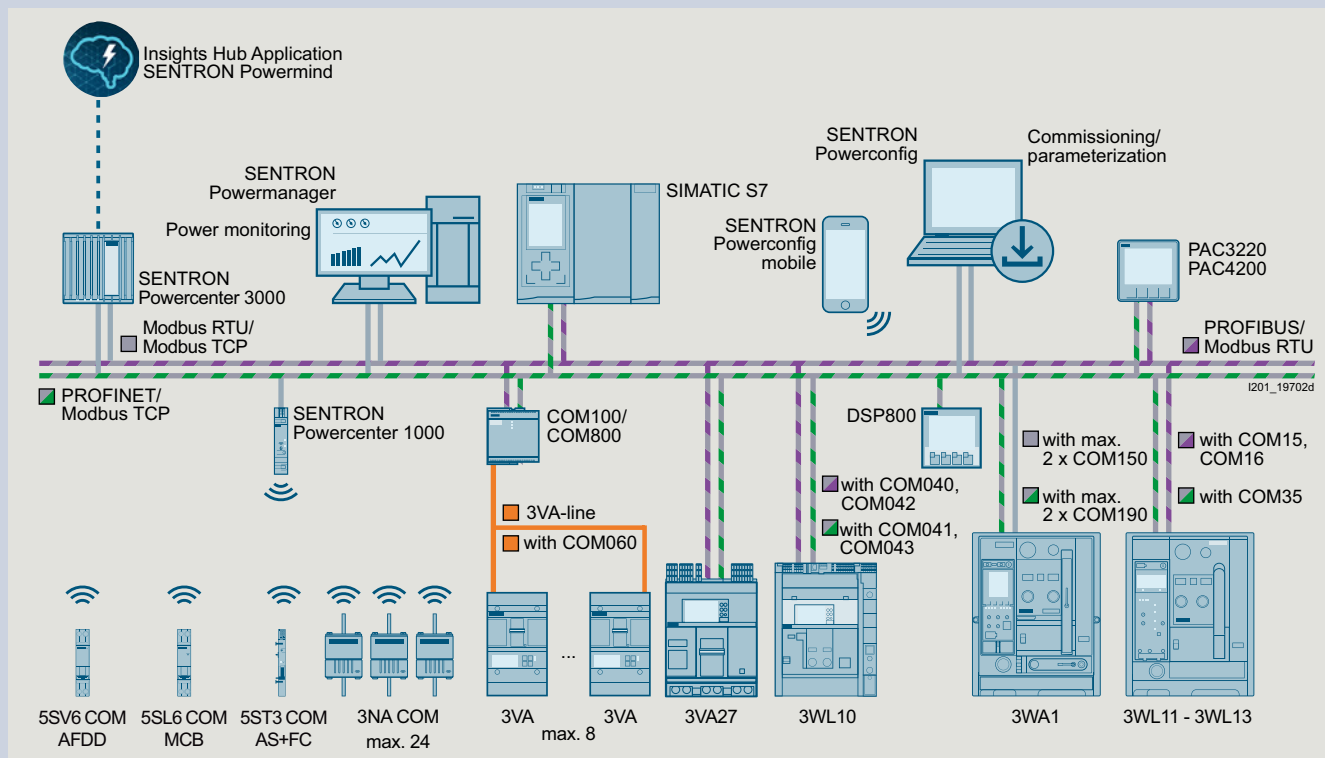 Insights Hub Application
SENTRON Powermind
SENTRON
Powermanager
Power monitoring
SIMATIC S7
SENTRON
Powerconfig
Commissioning/
parameterization
SENTRON
Powerconfig
mobile
PAC3220
PAC4200
SENTRON
Powercenter 3000
Modbus RTU/
Modbus TCP
PROFIBUS/
Modbus RTU
I201_19702d
PROFINET/
Modbus TCP
SENTRON
Powercenter 1000
COM100/
COM800
DSP800
with max.
2 x COM150
with COM15,
COM16
with COM040,
COM042
with max.
2 x COM190
with COM35
3VA-line
with COM060
with COM041,
COM043
...
5SV6 COM
AFDD
5SL6 COM
MCB
5ST3 COM
AS+FC
3NA COM
max. 24
3VA
3VA
max. 8
3VA27
3WL10
3WA1
3WL11 - 3WL13